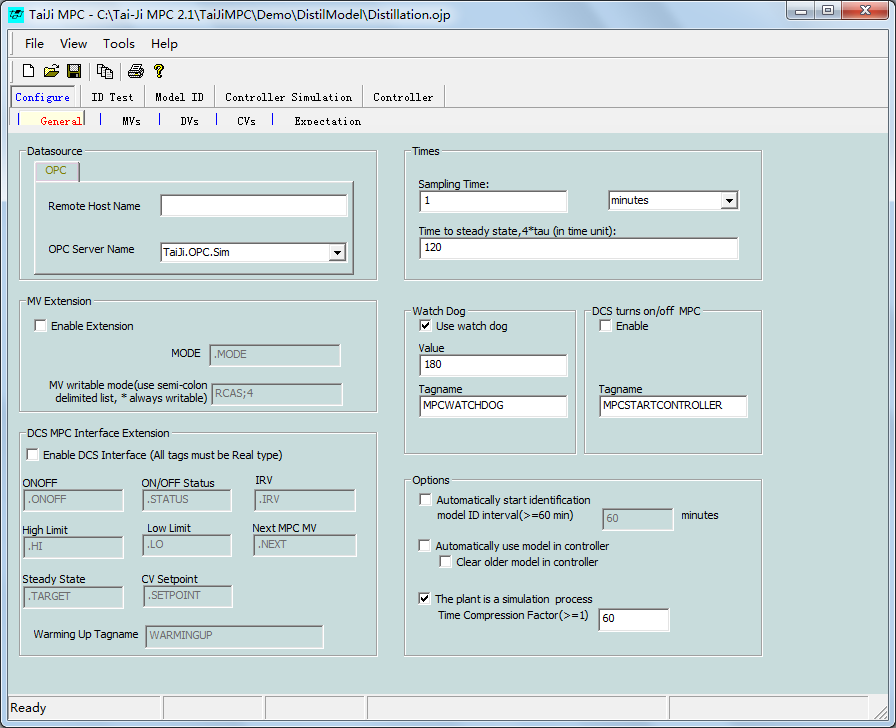 TaiJi MPC - C:\Tai-Ji MPC 2.1\TaiJiMPC\Demo\DistilModel\Distillation.ojp
File View Tools Help
Configure ID Test Model ID Controller Simulation Controller
General MVs DVs CVs Expectation
Datasource
OPC
Remote Host Name
OPC Server Name TaiJi.OPC.Sim
Times
Sampling Time:
1 minutes
Time to steady state,4*tau (in time unit):
120
MV Extension
Enable Extension
MODE .MODE
MV writable mode(use semi-colon
delimited list, * always writable) RCAS;4
Watch Dog
Use watch dog
Value
180
Tagname
MPCWATCHDOG
DCS turns on/off MPC
Enable
Tagname
MPCSTARTCONTROLLER
DCS MPC Interface Extension
Enable DCS Interface (All tags must be Real type)
ONOFF ON/OFF Status IRV
.ONOFF .STATUS .IRV
High Limit Low Limit Next MPC MV
.HI .LO .NEXT
Steady State CV Setpoint
.TARGET .SETPOINT
Warming Up Tagname WARMINGUP
Options
Automatically start identification
model ID interval(>=60 min) 60 minutes
Automatically use model in controller
Clear older model in controller
The plant is a simulation process
Time Compression Factor(>=1) 60
Ready